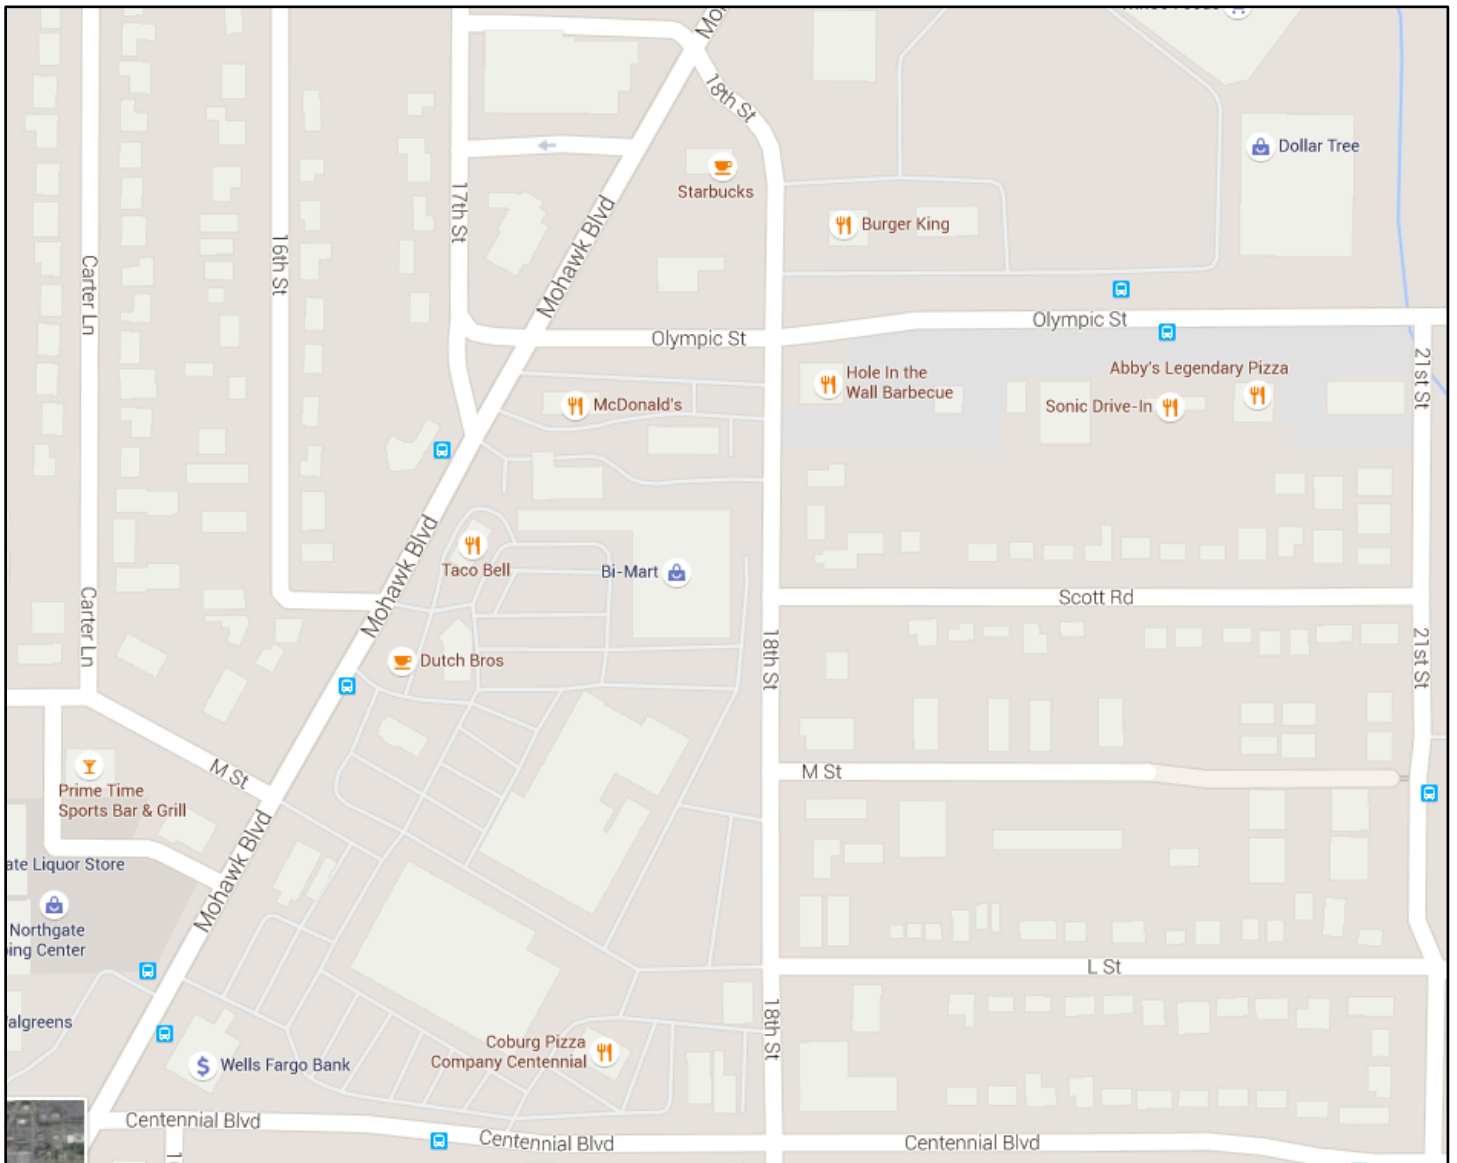 Mo
18th St
Dollar Tree
Starbucks
17th St
Mohawk Blvd
Burger King
16th St
Carter Ln
Olympic St
Olympic St
Hole In the
Wall Barbecue
Abby's Legendary Pizza
McDonald's
Sonic Drive-In
21st St
Mohawk Blvd
Taco Bell
Bi-Mart
Scott Rd
Carter Ln
Dutch Bros
18th St
21st St
M St
M St
Prime Time
Sports Bar & Grill
Mohawk Blvd
ate Liquor Store
Northgate
ing Center
L St
algreens
18th St
Coburg Pizza
Company Centennial
Wells Fargo Bank
Centennial Blvd
Centennial Blvd
Centennial Blvd